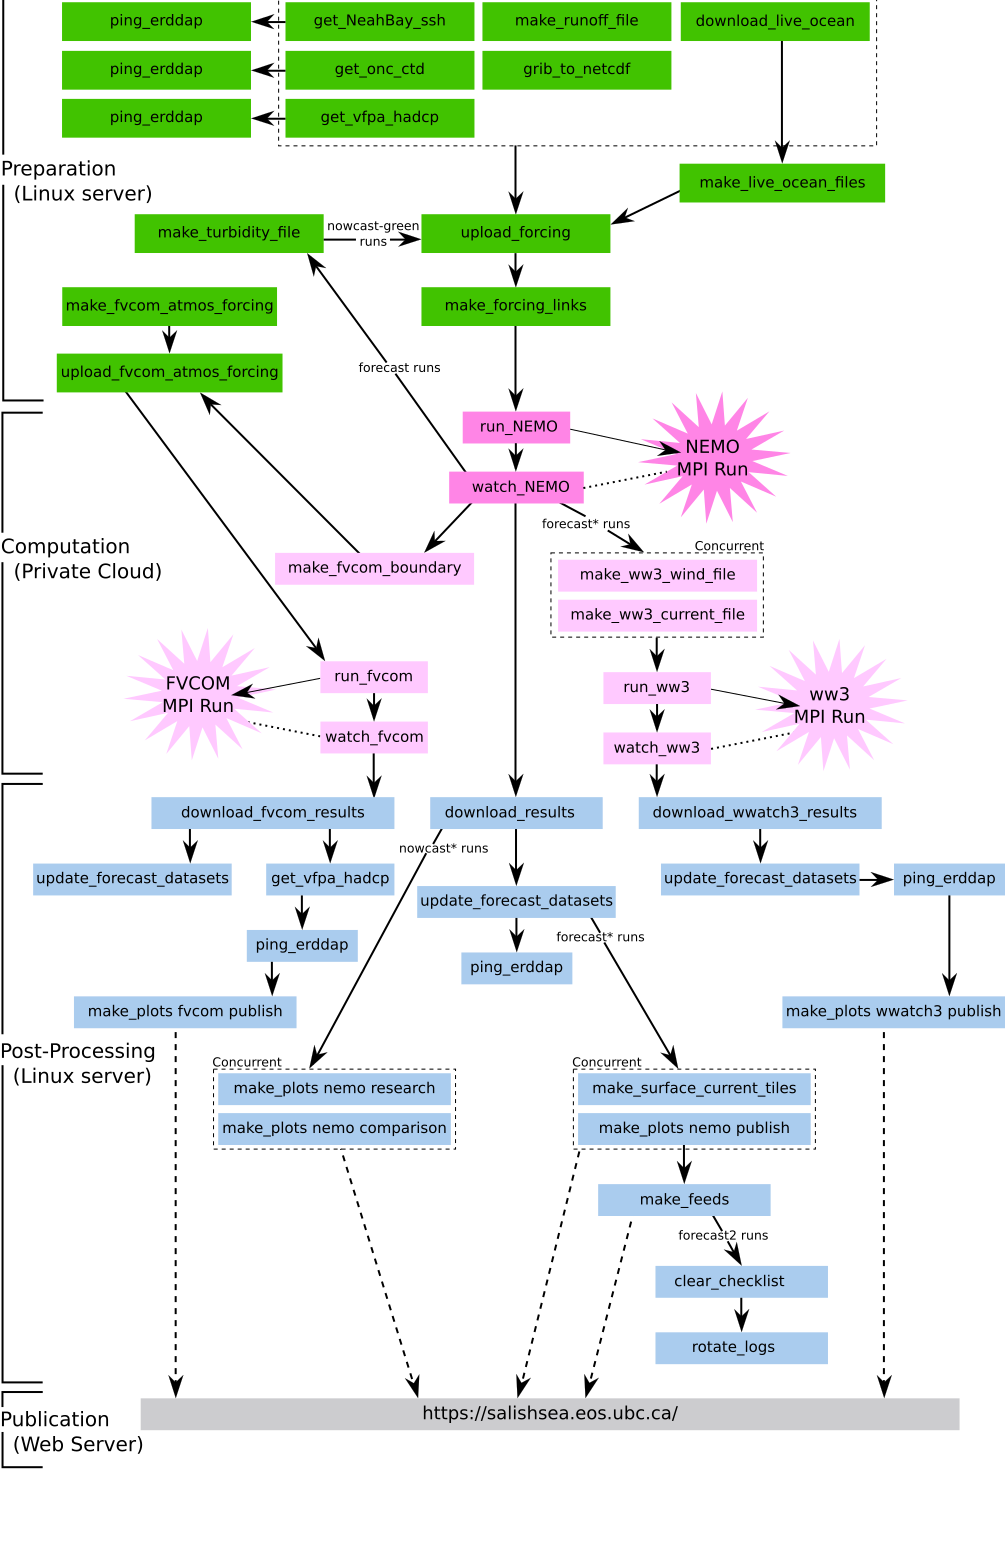 ping_erddap
get_NeahBay_ssh
make_runoff_file
download_live_ocean
ping_erddap
get_onc_ctd
grib_to_netcdf
ping_erddap
get_vfpa_hadcp
Preparation
(Linux server)
make_live_ocean_files
make_turbidity_file
nowcast-green
runs
upload_forcing
make_fvcom_atmos_forcing
make_forcing_links
upload_fvcom_atmos_forcing
forecast runs
run_NEMO
NEMO
MPI Run
watch_NEMO
forecast* runs
Computation
(Private Cloud)
Concurrent
make_fvcom_boundary
make_ww3_wind_file
make_ww3_current_file
FVCOM
MPI Run
run_fvcom
run_ww3
ww3
MPI Run
watch_fvcom
watch_ww3
download_fvcom_results
download_results
download_wwatch3_results
nowcast* runs
update_forecast_datasets
get_vfpa_hadcp
update_forecast_datasets
ping_erddap
update_forecast_datasets
forecast* runs
ping_erddap
ping_erddap
make_plots fvcom publish
make_plots wwatch3 publish
Post-Processing
(Linux server)
Concurrent
make_plots nemo research
make_plots nemo comparison
Concurrent
make_surface_current_tiles
make_plots nemo publish
make_feeds
forecast2 runs
clear_checklist
rotate_logs
Publication
(Web Server)
https://salishsea.eos.ubc.ca/